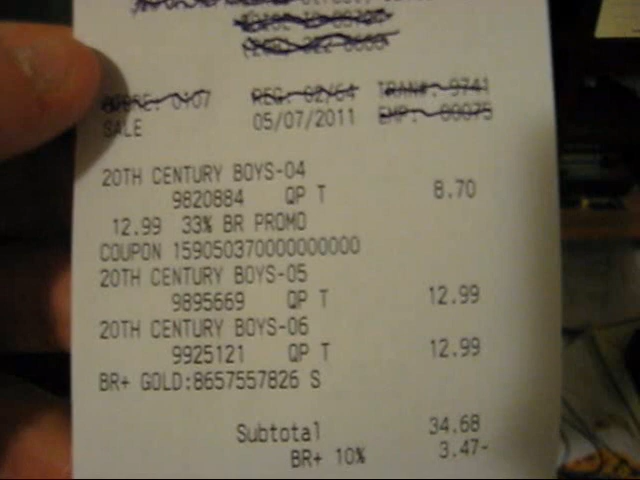 SALE 05/07/2011
20TH CENTURY BOYS-04
9820884 QP T 8.70
12.99 33% BR PROMO
COUPON 159050370000000000
20TH CENTURY BOYS-05
9895669 QP T 12.99
20TH CENTURY BOYS-06
9925121 QP T 12.99
BR+ GOLD:8657557826 S
Subtotal 34.68
BR+ 10% 3.47-